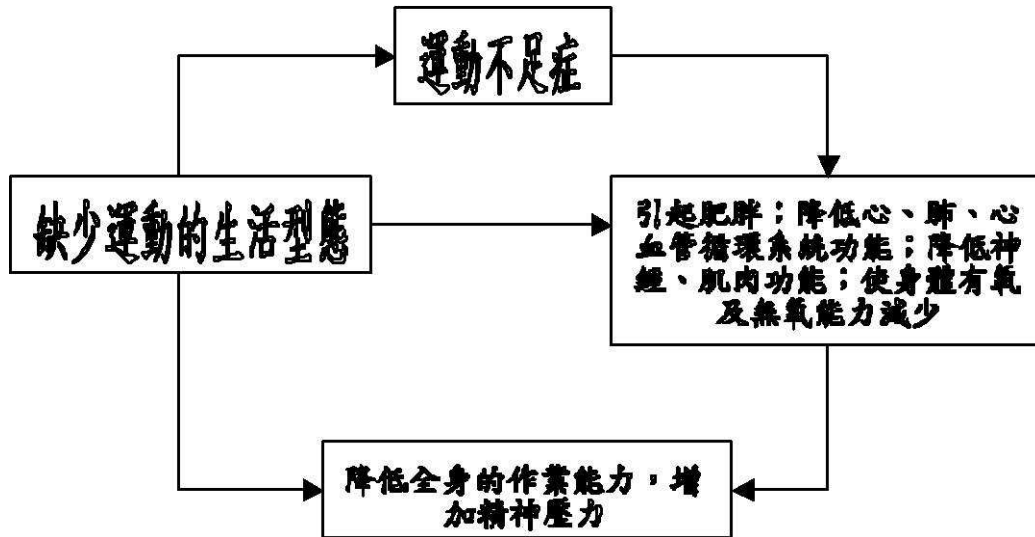 運動不足症
缺少運動的生活型態
引起肥胖；降低心、肺、心
血管循環系統功能；降低神
經、肌肉功能；使身體有氧
及無氧能力減少
降低全身的作業能力，增
加精神壓力